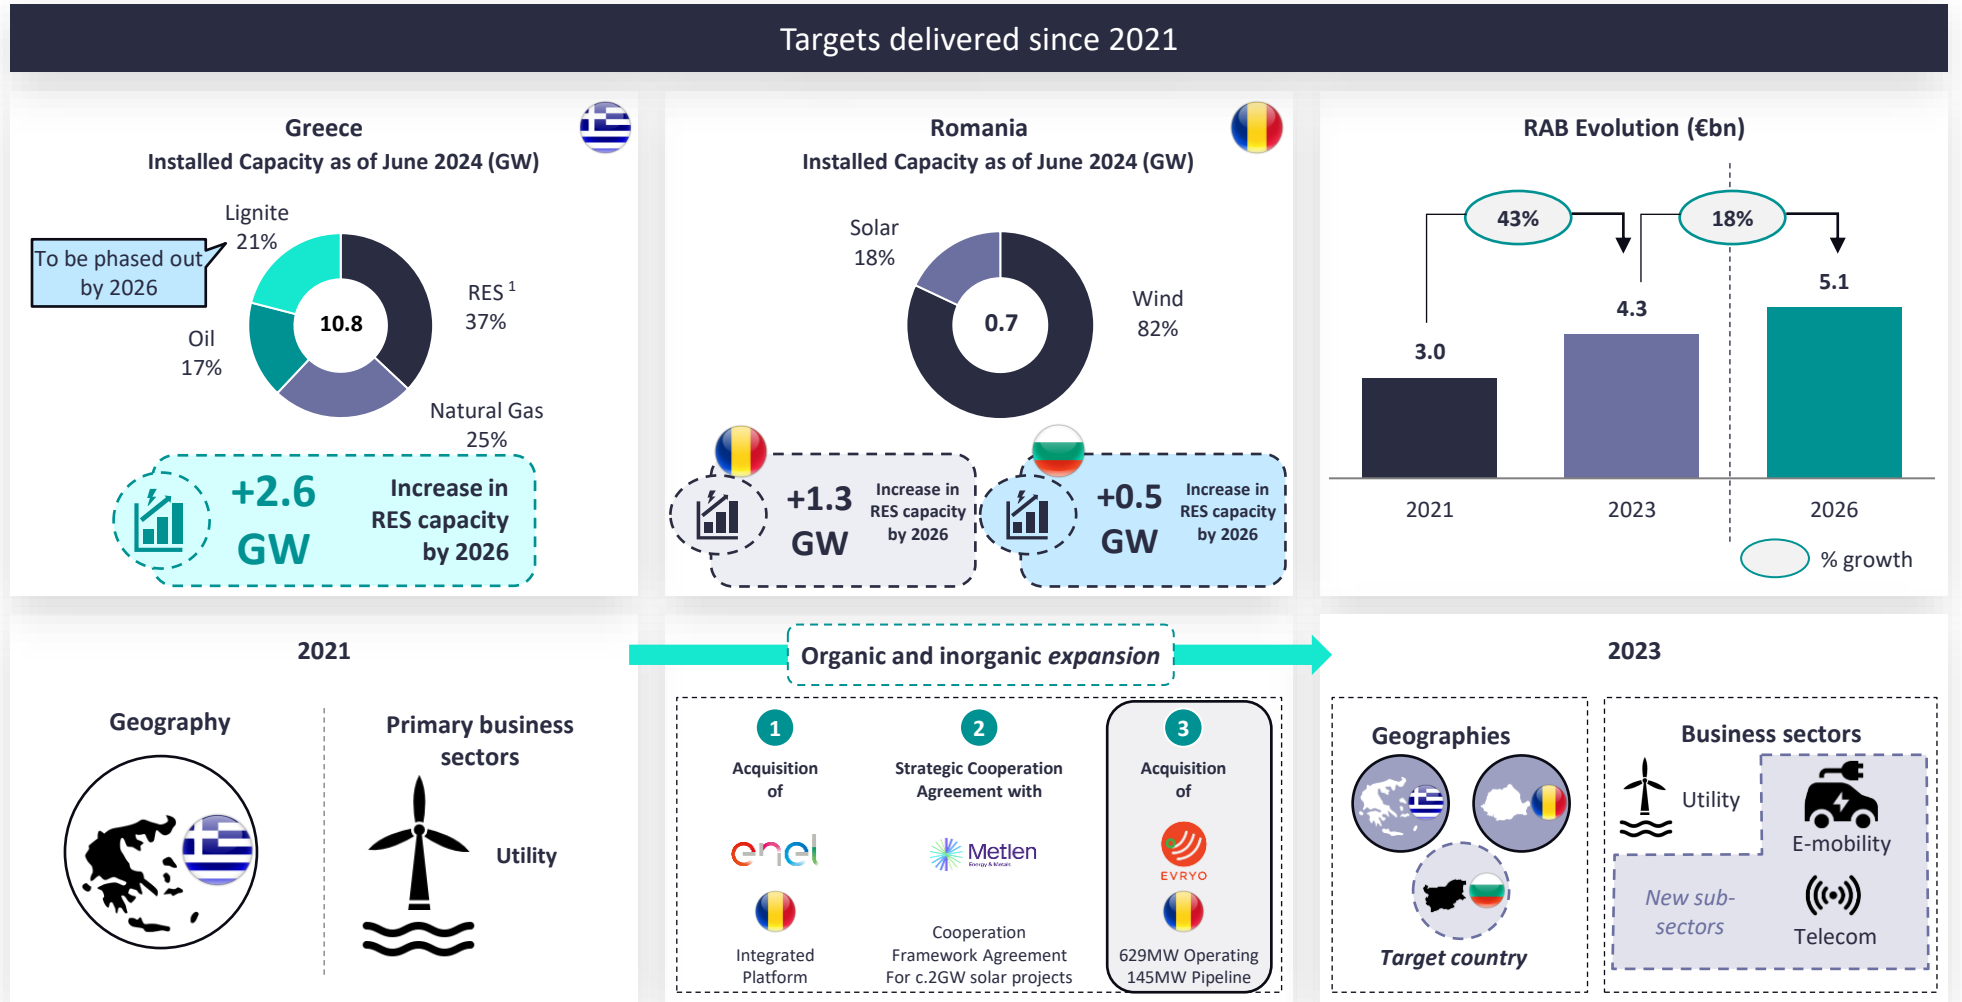 Targets delivered since 2021
Greece
Installed Capacity as of June 2024 (GW)
Lignite
21%
To be phased out
by 2026
RES 1
37%
10.8
Oil
17%
Natural Gas
25%
+2.6
GW
Increase in
RES capacity
by 2026
Romania
Installed Capacity as of June 2024 (GW)
Solar
18%
Wind
82%
0.7
+1.3
GW
Increase in
RES capacity
by 2026
+0.5
GW
Increase in
RES capacity
by 2026
RAB Evolution (€bn)
43%
18%
3.0
4.3
5.1
2021
2023
2026
% growth
2021
Geography
Primary business
sectors
Utility
Organic and inorganic expansion
1
Acquisition
of
enel
Integrated
Platform
2
Strategic Cooperation
Agreement with
Metlen
Energy & Metals
Cooperation
Framework Agreement
For c.2GW solar projects
3
Acquisition
of
EVRYO
629MW Operating
145MW Pipeline
2023
Geographies
Target country
Business sectors
Utility
E-mobility
New sub-
sectors
Telecom